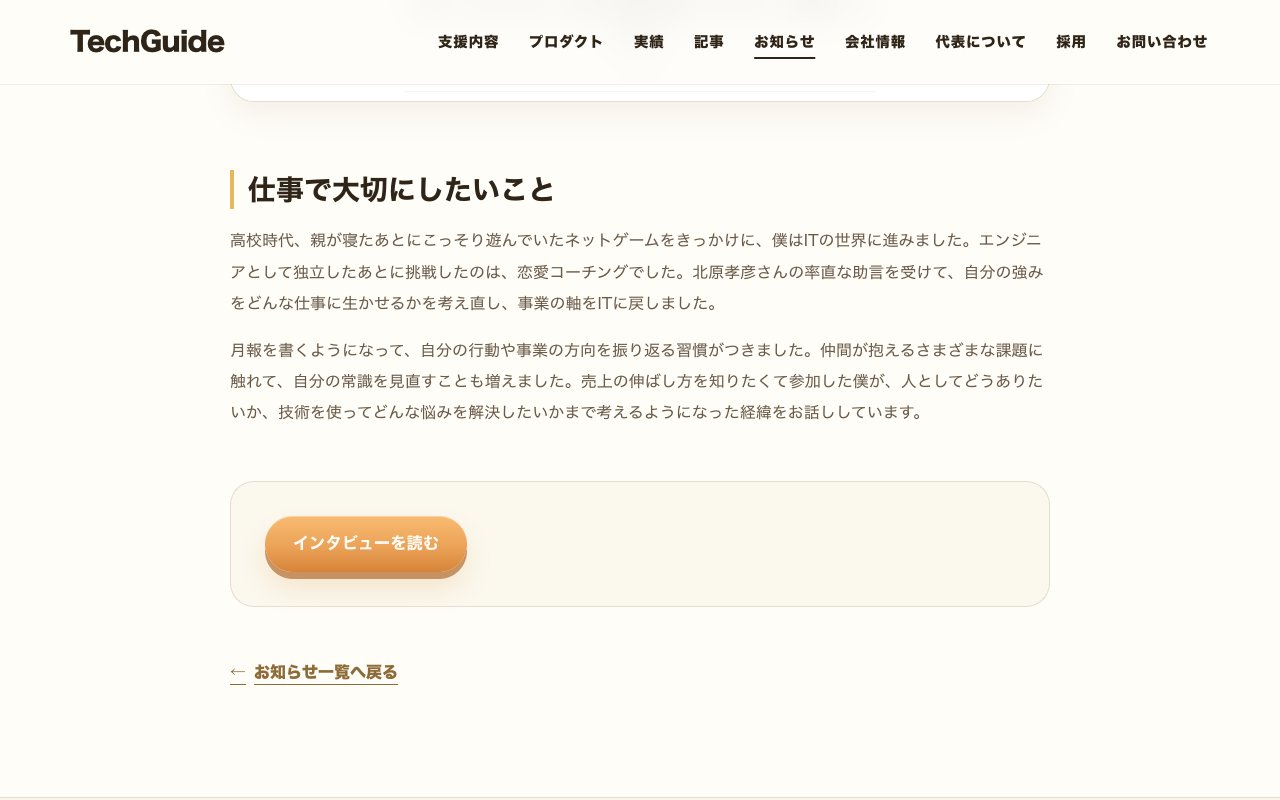 TechGuide
支援内容
プロダクト
実績
記事
お知らせ
会社情報
代表について
採用
お問い合わせ
仕事で大切にしたいこと
高校時代、親が寝たあとにこっそり遊んでいたネットゲームをきっかけに、僕はITの世界に進みました。エンジニ
アとして独立したあとに挑戦したのは、恋愛コーチングでした。北原孝彦さんの率直な助言を受けて、自分の強み
をどんな仕事に生かせるかを考え直し、事業の軸をITに戻しました。
月報を書くようになって、自分の行動や事業の方向を振り返る習慣がつきました。仲間が抱えるさまざまな課題に
触れて、自分の常識を見直すことも増えました。売上の伸ばし方を知りたくて参加した僕が、人としてどうありた
いか、技術を使ってどんな悩みを解決したいかまで考えるようになった経緯をお話ししています。
インタビューを読む
← お知らせ一覧へ戻る